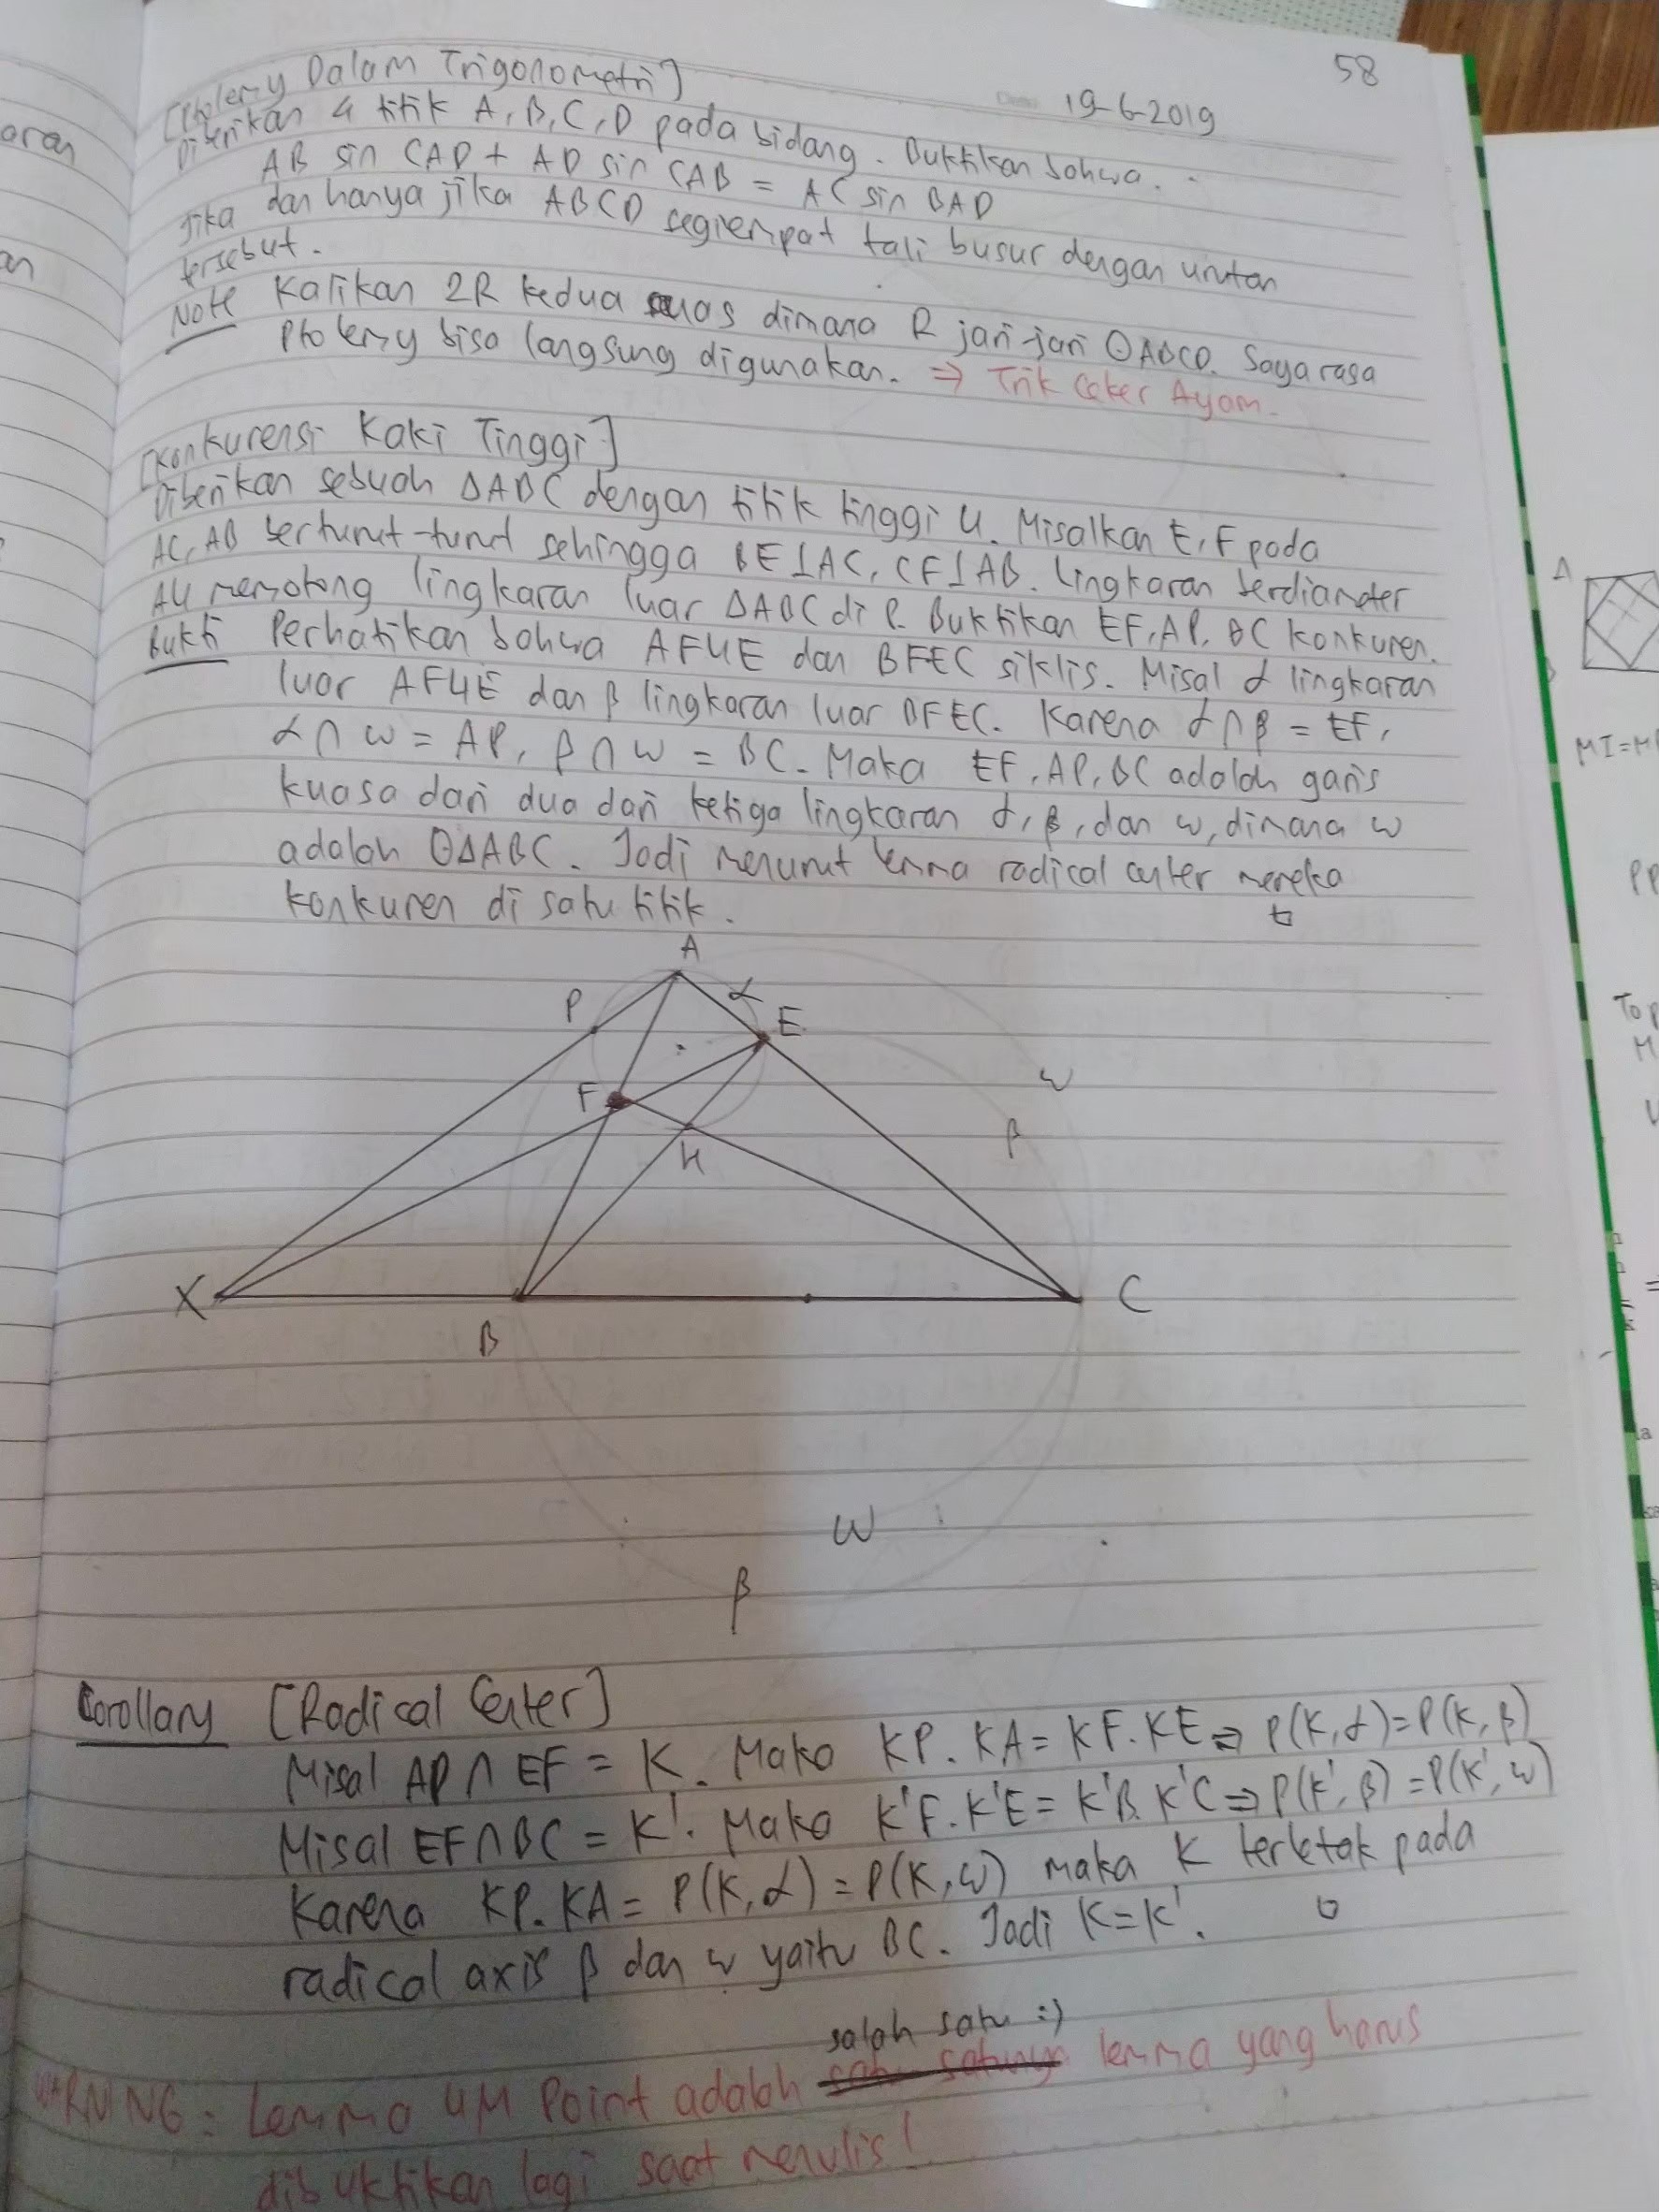 58
19-6-2019
[Ptolemy Dalam Trigonometri]
Diberikan 4 titik A, B, C, D pada bidang. Buktikan bahwa..
AB sin CAD + AD sin CAB = AC sin BAD
jika dan hanya jika ABCD segiempat tali busur dengan urutan
tersebut.
Note Kalikan 2R kedua ruas dimana R jari-jari ⊙ABCD. Saya rasa
Ptolemy bisa langsung digunakan. ⇒ Trik Ceker Ayam.
[Konkurensi Kaki Tinggi]
Diberikan sebuah ΔABC dengan titik tinggi H. Misalkan E, F pada
AC, AB berturut-turut sehingga BE⊥AC, CF⊥AB. Lingkaran berdiameter
AH memotong lingkaran luar ΔABC di P. Buktikan EF, AP, BC konkuren.
Bukti Perhatikan bahwa AFHE dan BFEC siklis. Misal α lingkaran
luar AFHE dan β lingkaran luar BFEC. Karena α∩β = EF,
α∩ω = AP, β∩ω = BC. Maka EF, AP, BC adalah garis
kuasa dari dua dari ketiga lingkaran α, β, dan ω, dimana ω
adalah ⊙ΔABC. Jadi menurut lemma radical center mereka
konkuren di satu titik.
A
P
α
E
ω
F
β
H
X
B
C
ω
β
Corollary [Radical Center]
Misal AP∩EF = K. Maka KP.KA = KF.KE ⇒ P(K,α)=P(K,β)
Misal EF∩BC = K'. Maka K'F.K'E = K'B.K'C ⇒ P(K',β)=P(K',ω)
Karena KP.KA = P(K,α) = P(K,ω) maka K terletak pada
radical axis β dan ω yaitu BC. Jadi K=K'.
salah satu :)
WARNING: Lemma HM Point adalah satu-satunya lemma yang harus
dibuktikan lagi saat menulis!
oran
an
A
MI=M
PP
Top
M